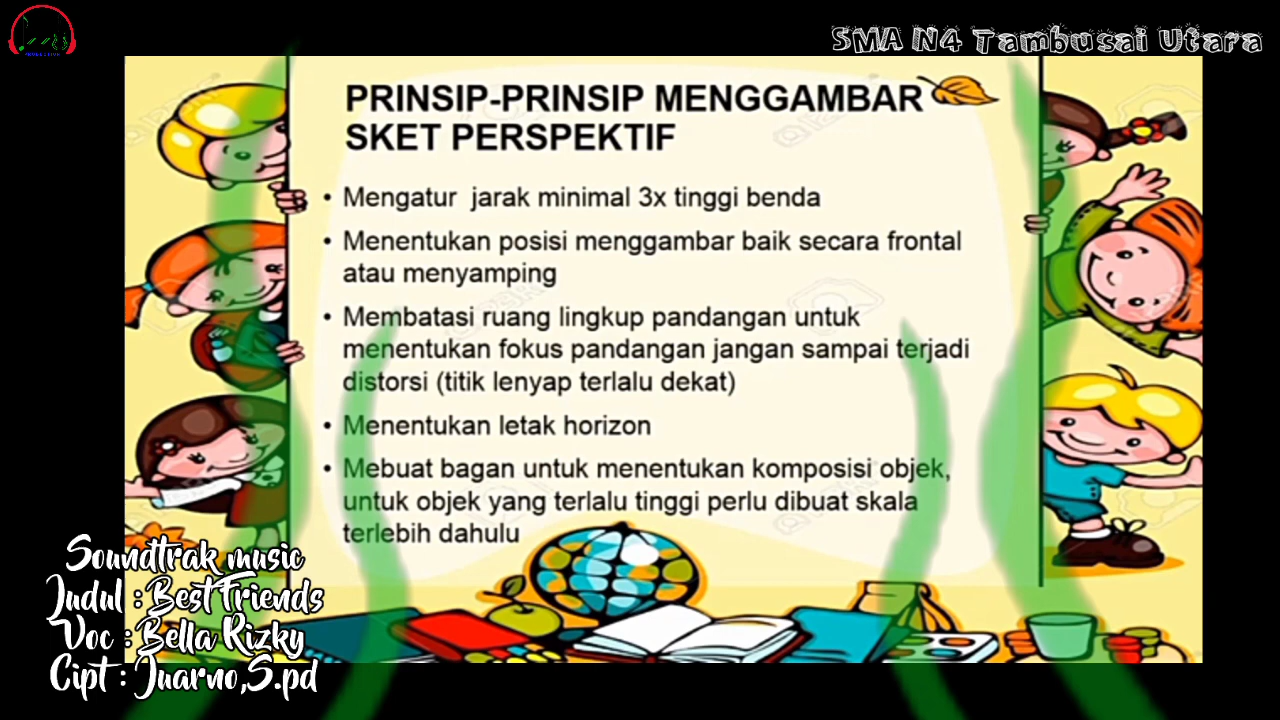 SMA N4 Tambusai Utara
PRINSIP-PRINSIP MENGGAMBAR
SKET PERSPEKTIF
• Mengatur jarak minimal 3x tinggi benda
• Menentukan posisi menggambar baik secara frontal
atau menyamping
• Membatasi ruang lingkup pandangan untuk
menentukan fokus pandangan jangan sampai terjadi
distorsi (titik lenyap terlalu dekat)
• Menentukan letak horizon
• Mebuat bagan untuk menentukan komposisi objek,
untuk objek yang terlalu tinggi perlu dibuat skala
terlebih dahulu
Soundtrak music
Judul : Best Friends
Voc : Bella Rizky
Cipt : Juarno,S.pd